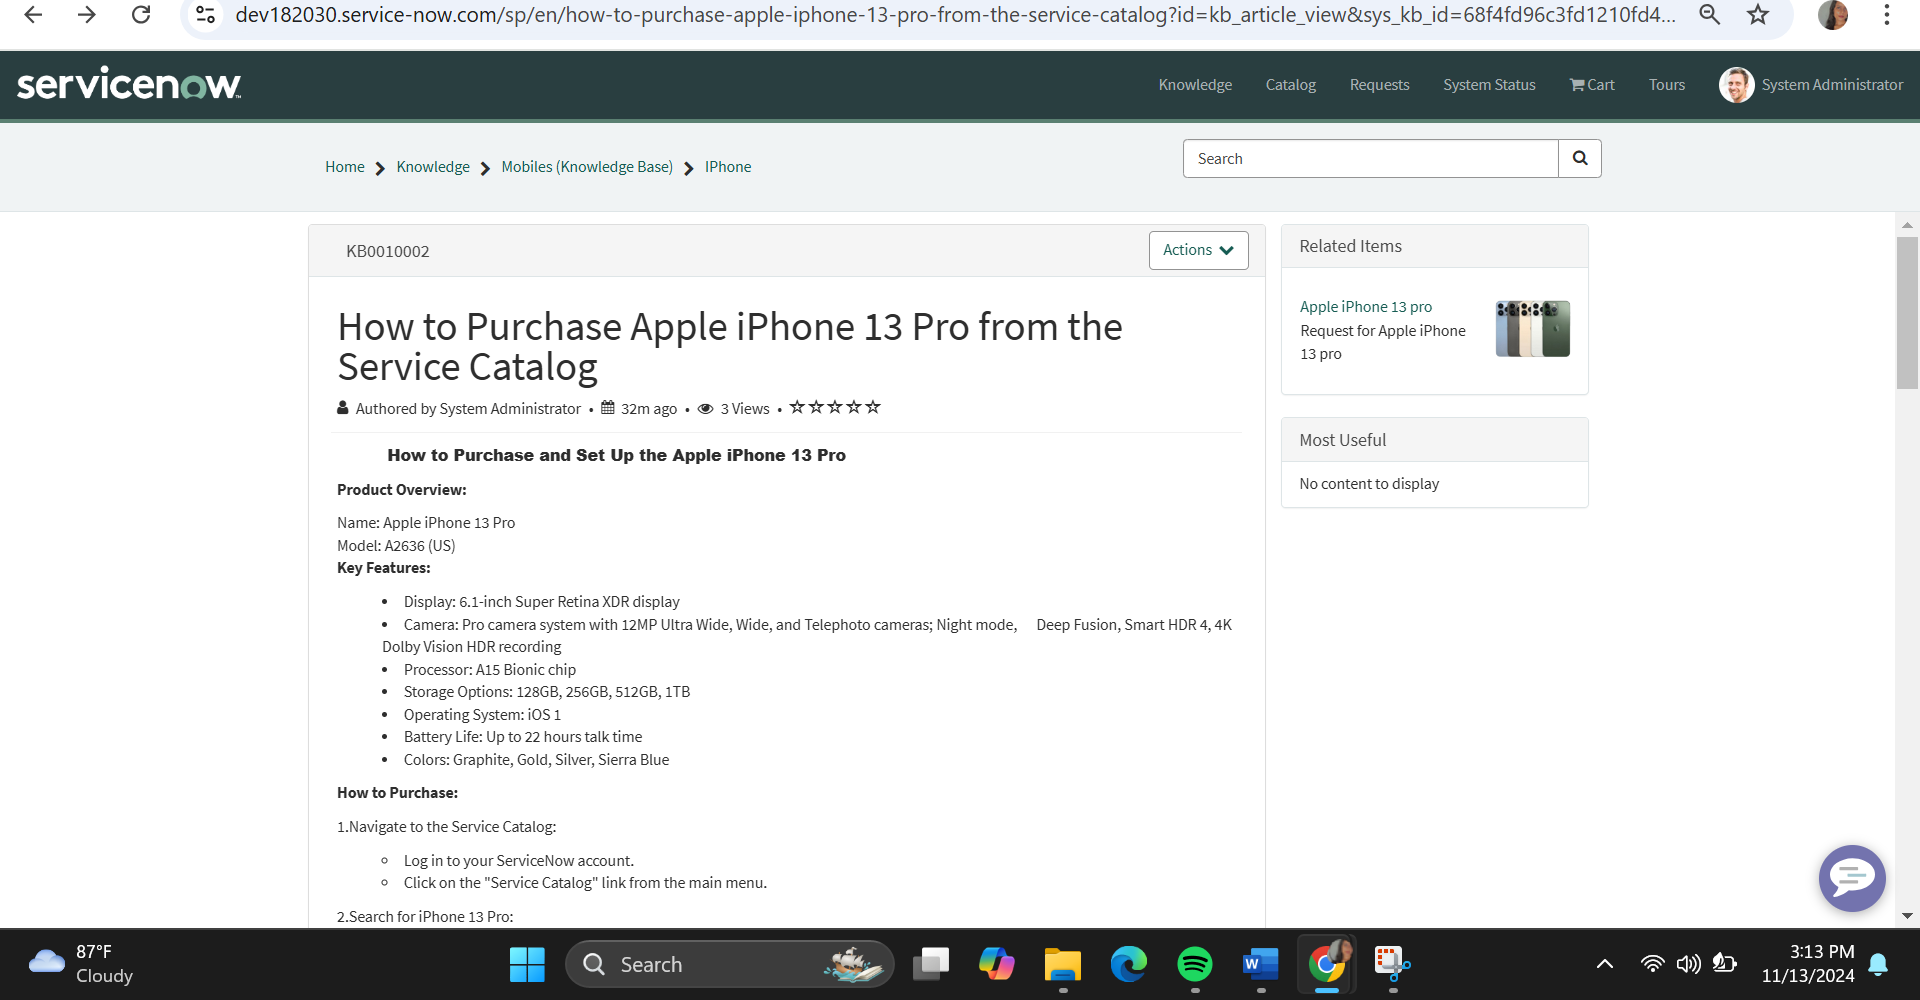 dev182030.service-now.com/sp/en/how-to-purchase-apple-iphone-13-pro-from-the-service-catalog?id=kb_article_view&sys_kb_id=68f4fd96c3fd1210fd4...
servicenow
Knowledge Catalog Requests System Status Cart Tours System Administrator
Home Knowledge Mobiles (Knowledge Base) IPhone
Search
KB0010002
Actions
How to Purchase Apple iPhone 13 Pro from the
Service Catalog
Authored by System Administrator • 32m ago • 3 Views •
How to Purchase and Set Up the Apple iPhone 13 Pro
Product Overview:
Name: Apple iPhone 13 Pro
Model: A2636 (US)
Key Features:
• Display: 6.1-inch Super Retina XDR display
• Camera: Pro camera system with 12MP Ultra Wide, Wide, and Telephoto cameras; Night mode, Deep Fusion, Smart HDR 4, 4K
Dolby Vision HDR recording
• Processor: A15 Bionic chip
• Storage Options: 128GB, 256GB, 512GB, 1TB
• Operating System: iOS 1
• Battery Life: Up to 22 hours talk time
• Colors: Graphite, Gold, Silver, Sierra Blue
How to Purchase:
1.Navigate to the Service Catalog:
Log in to your ServiceNow account.
Click on the "Service Catalog" link from the main menu.
2.Search for iPhone 13 Pro:
Related Items
Apple iPhone 13 pro
Request for Apple iPhone
13 pro
Most Useful
No content to display
87°F
Cloudy
Search
3:13 PM
11/13/2024